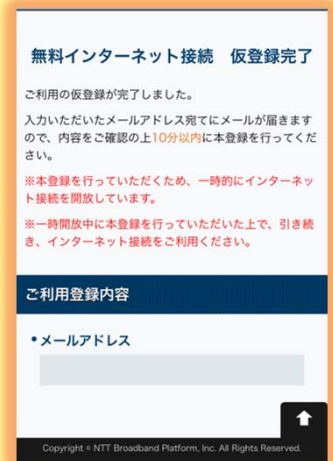 無料インターネット接続　仮登録完了
ご利用の仮登録が完了しました。
入力いただいたメールアドレス宛てにメールが届きます
ので、内容をご確認の上10分以内に本登録を行ってくだ
さい。
※本登録を行っていただくため、一時的にインターネッ
ト接続を開放しています。
※一時開放中に本登録を行っていただいた上で、引き続
き、インターネット接続をご利用ください。
ご利用登録内容
•メールアドレス
Copyright © NTT Broadband Platform, Inc. All Rights Reserved.